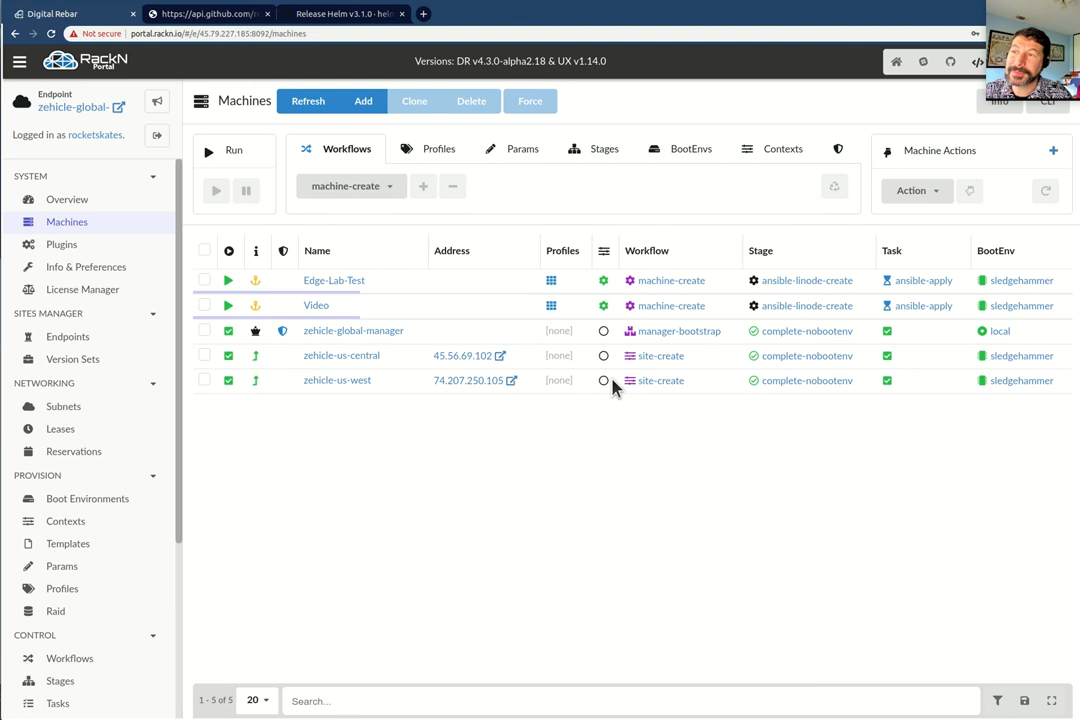 Digital Rebar
https://api.github.com/r
Release Helm v3.1.0 · helm
Not secure
portal.rackn.io/#/e/45.79.227.185:8092/machines
RackN
Portal
Versions: DR v4.3.0-alpha2.18 & UX v1.14.0
Endpoint
zehicle-global-
Logged in as rocketskates.
Machines
Refresh
Add
Clone
Delete
Force
Info
CLI
Run
Workflows
Profiles
Params
Stages
BootEnvs
Contexts
machine-create
Machine Actions
Action
SYSTEM
Overview
Machines
Plugins
Info & Preferences
License Manager
SITES MANAGER
Endpoints
Version Sets
NETWORKING
Subnets
Leases
Reservations
PROVISION
Boot Environments
Contexts
Templates
Params
Profiles
Raid
CONTROL
Workflows
Stages
Tasks
Name Address Profiles Workflow Stage Task BootEnv
Edge-Lab-Test machine-create ansible-linode-create ansible-apply sledgehammer
Video machine-create ansible-linode-create ansible-apply sledgehammer
zehicle-global-manager [none] manager-bootstrap complete-nobootenv local
zehicle-us-central 45.56.69.102 [none] site-create complete-nobootenv sledgehammer
zehicle-us-west 74.207.250.105 [none] site-create complete-nobootenv sledgehammer
1 - 5 of 5
20
Search...